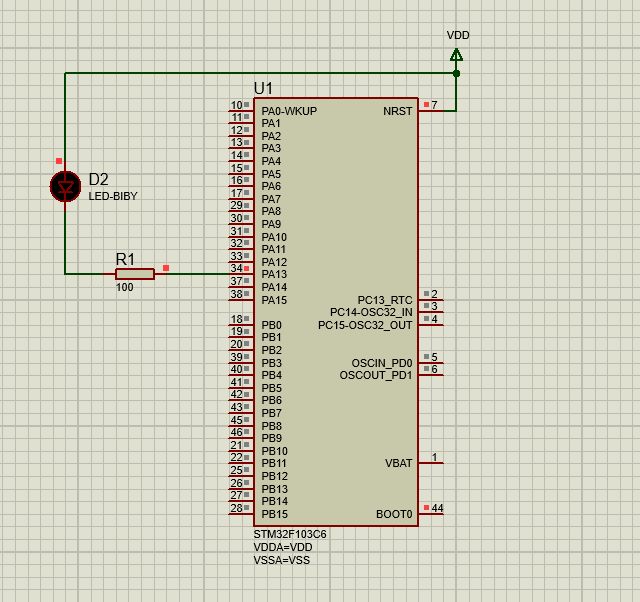 VDD
U1
10 PA0-WKUP NRST 7
11 PA1
12 PA2
13 PA3
14 PA4
15 PA5
16 PA6
17 PA7
29 PA8
30 PA9
31 PA10
32 PA11
33 PA12
34 PA13
37 PA14
38 PA15
D2
LED-BIBY
R1
100
PC13_RTC 2
PC14-OSC32_IN 3
PC15-OSC32_OUT 4
18 PB0
19 PB1
20 PB2
39 PB3 OSCIN_PD0 5
40 PB4 OSCOUT_PD1 6
41 PB5
42 PB6
43 PB7
45 PB8
46 PB9
21 PB10
22 PB11 VBAT 1
25 PB12
26 PB13
27 PB14
28 PB15 BOOT0 44
STM32F103C6
VDDA=VDD
VSSA=VSS